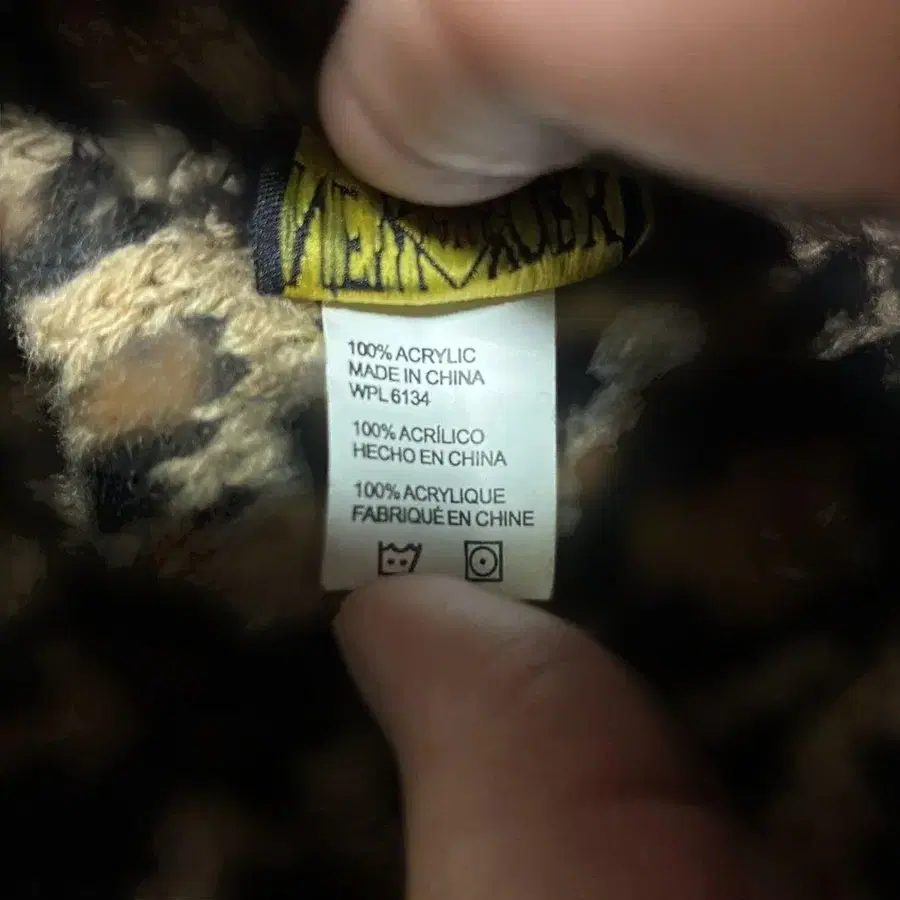 100% ACRYLIC
MADE IN CHINA
WPL 6134
100% ACRÍLICO
HECHO EN CHINA
100% ACRYLIQUE
FABRIQUÉ EN CHINE